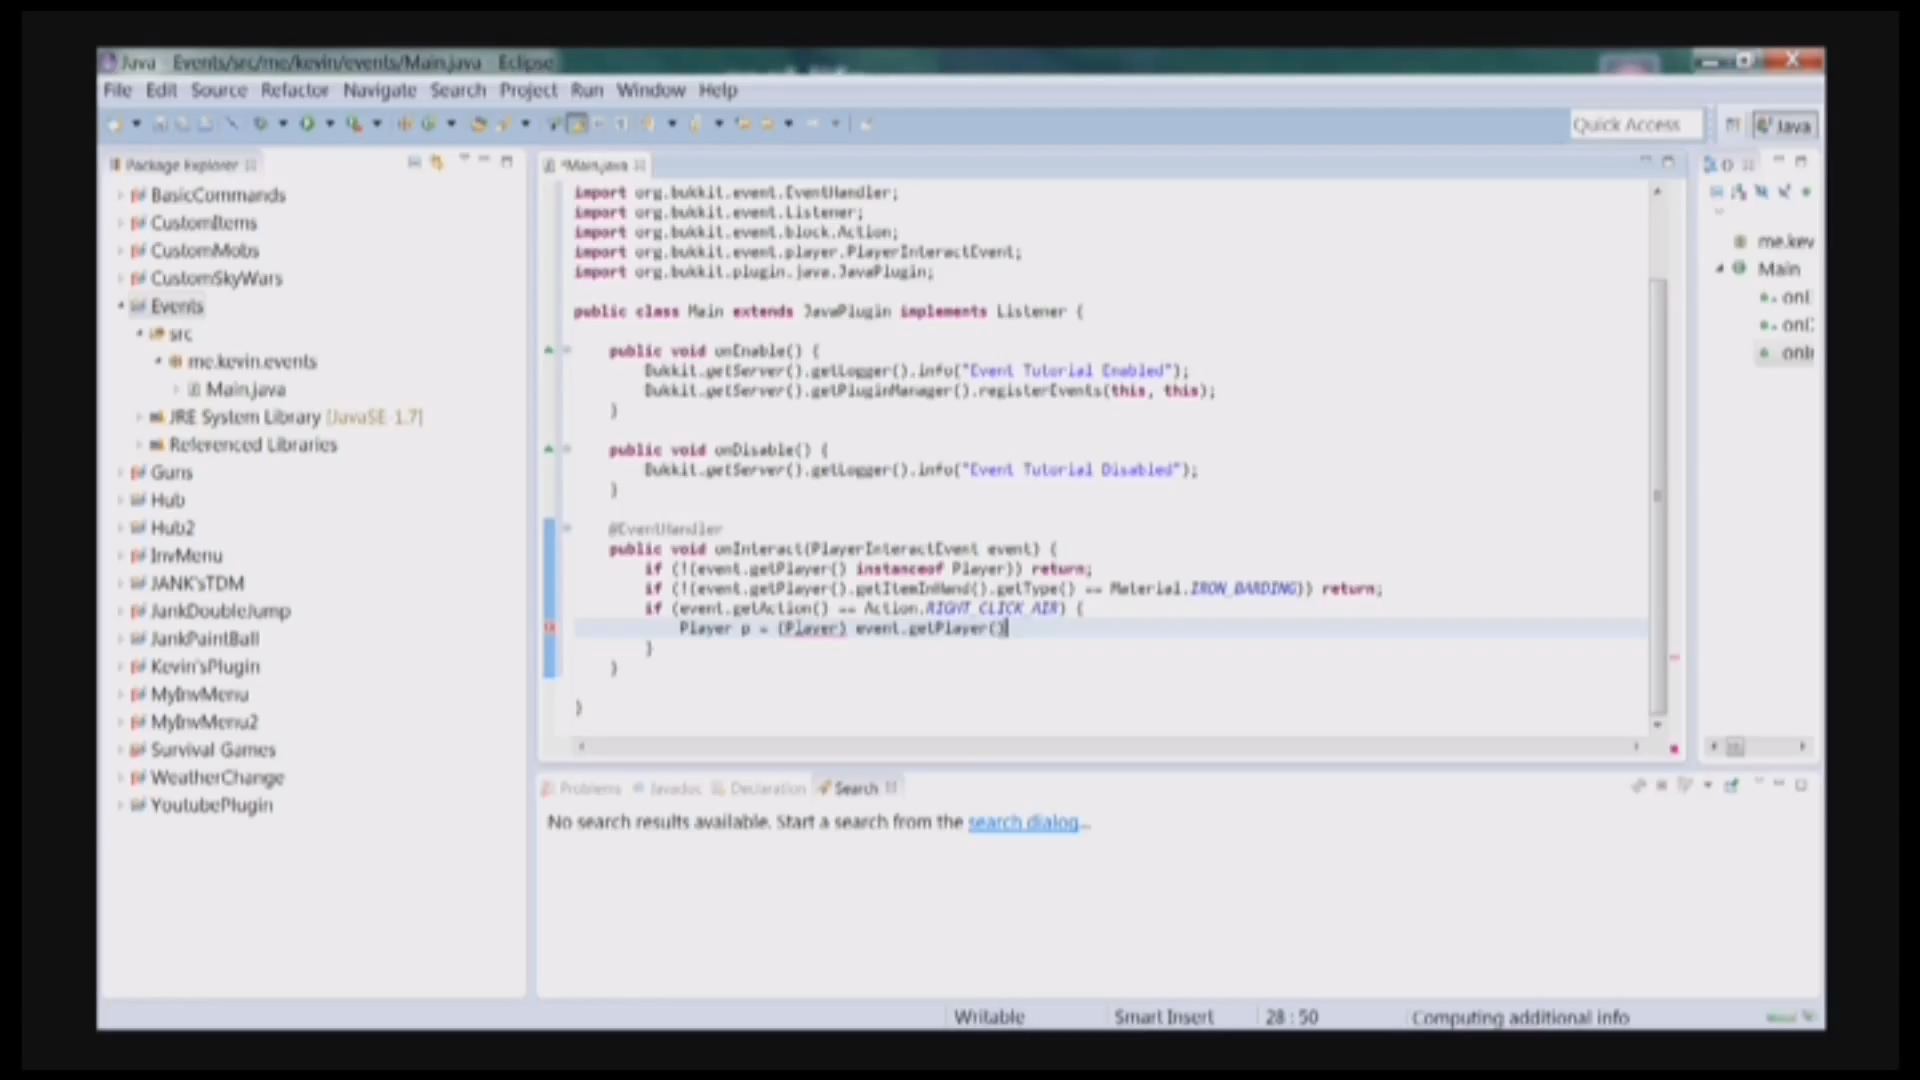 Java Events/src/me/kevin/events/Main.java Eclipse
File Edit Source Refactor Navigate Search Project Run Window Help
Quick Access
Java
Package Explorer
BasicCommands
CustomItems
CustomMobs
CustomSkyWars
Events
src
me.kevin.events
Main.java
JRE System Library [JavaSE-1.7]
Referenced Libraries
Guns
Hub
Hub2
InvMenu
JANK'sTDM
JankDoubleJump
JankPaintBall
Kevin'sPlugin
MyInvMenu
MyInvMenu2
Survival Games
WeatherChange
YoutubePlugin
*Main.java
import org.bukkit.event.EventHandler;
import org.bukkit.event.Listener;
import org.bukkit.event.block.Action;
import org.bukkit.event.player.PlayerInteractEvent;
import org.bukkit.plugin.java.JavaPlugin;
public class Main extends JavaPlugin implements Listener {
public void onEnable() {
Bukkit.getServer().getLogger().info("Event Tutorial Enabled");
Bukkit.getServer().getPluginManager().registerEvents(this, this);
}
public void onDisable() {
Bukkit.getServer().getLogger().info("Event Tutorial Disabled");
}
@EventHandler
public void onInteract(PlayerInteractEvent event) {
if (!(event.getPlayer() instanceof Player)) return;
if (!(event.getPlayer().getItemInHand().getType() == Material.IRON_BARDING)) return;
if (event.getAction() == Action.RIGHT_CLICK_AIR) {
Player p = (Player) event.getPlayer()
}
}
}
me.kev
Main
Problems Javadoc Declaration Search
No search results available. Start a search from the search dialog...
Writable Smart Insert 28 : 50 Computing additional info